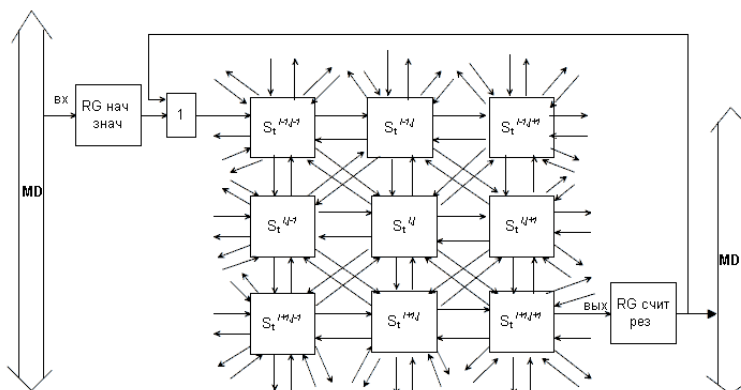 вх
RG нач
знач
1
S_t^{i-1,j-1}
S_t^{i-1,j}
S_t^{i-1,j+1}
MD
S_t^{i,j-1}
S_t^{i,j}
S_t^{i,j+1}
MD
S_t^{i+1,j-1}
S_t^{i+1,j}
S_t^{i+1,j+1}
вых
RG счит
рез